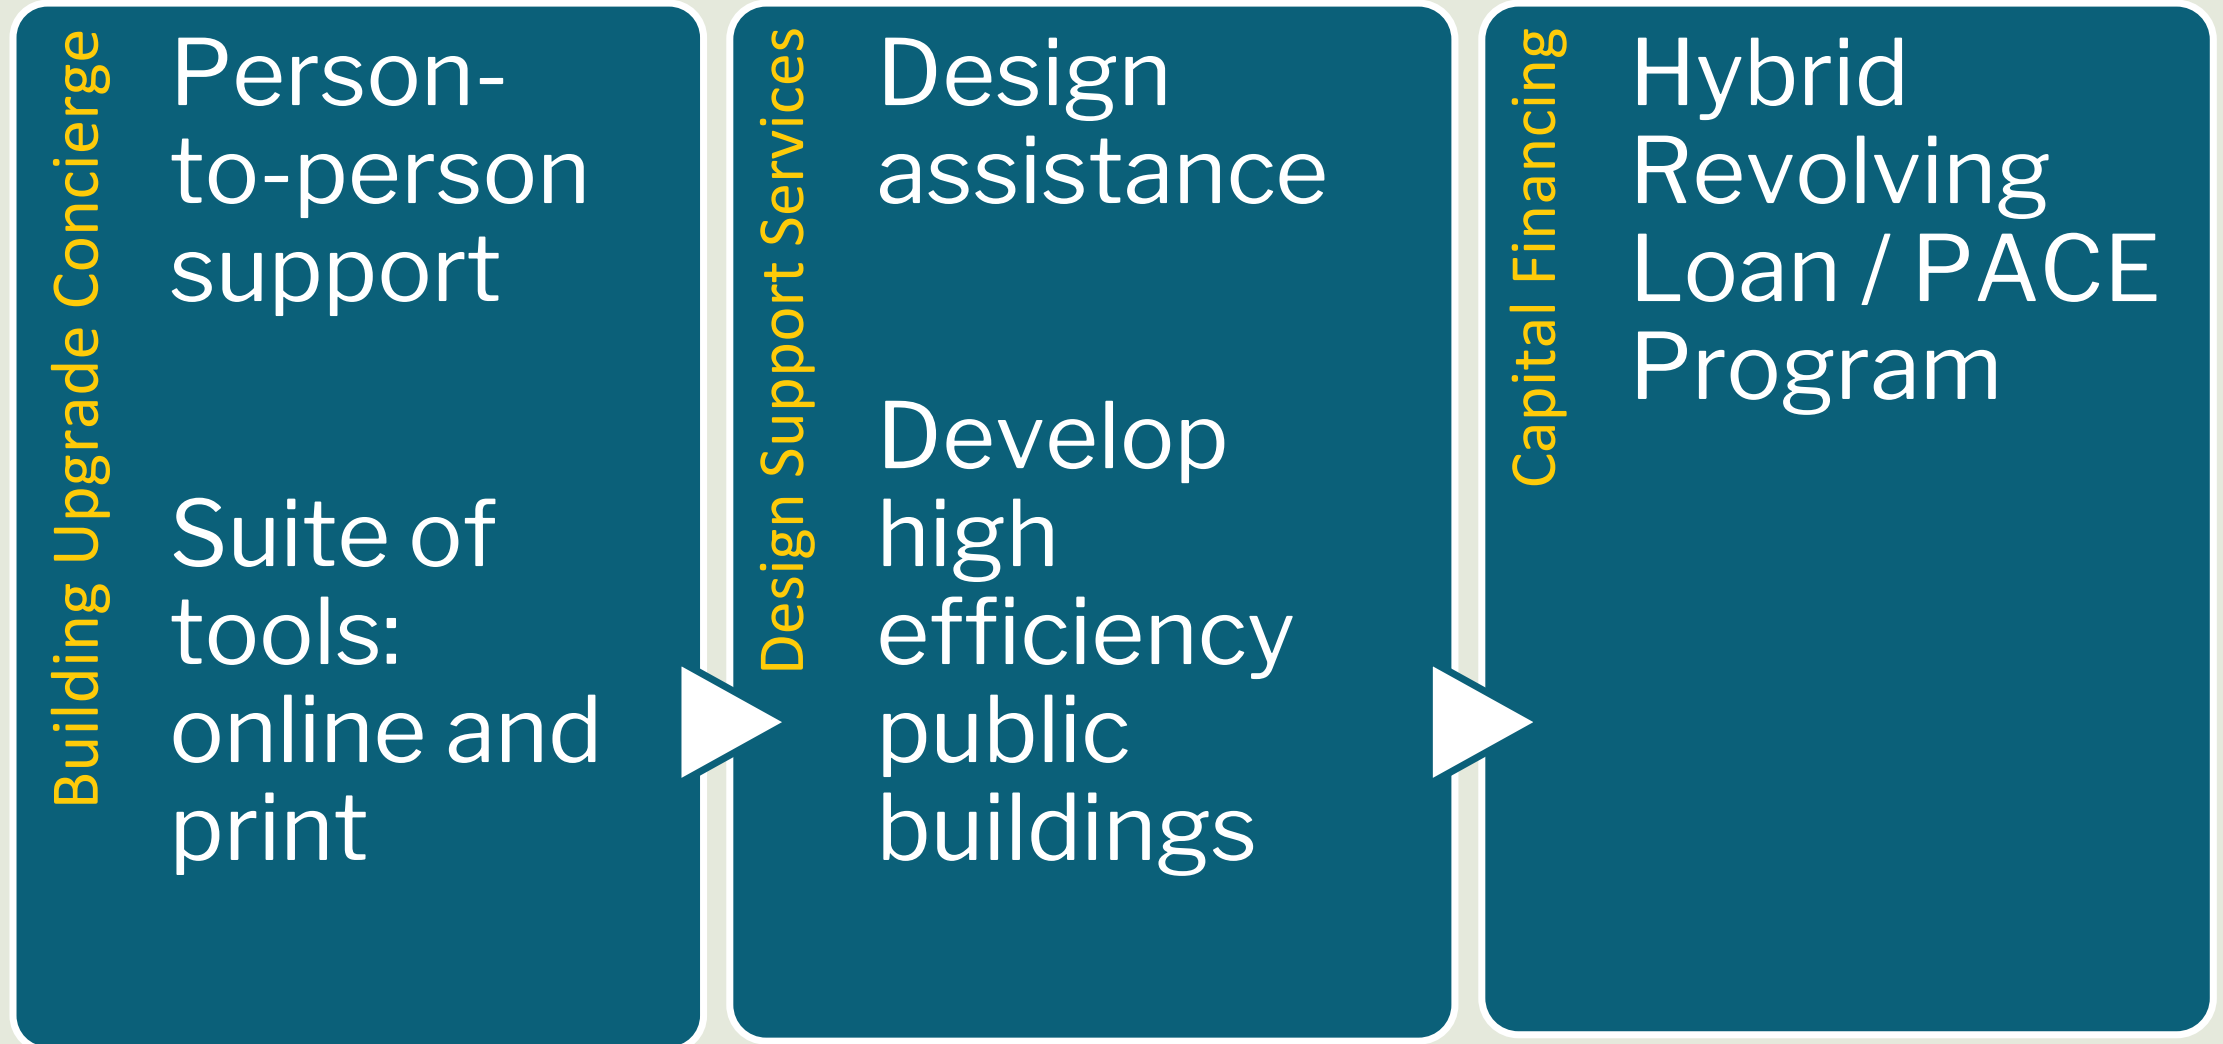 Building Upgrade Concierge
Person-
to-person
support
Suite of
tools:
online and
print
Design Support Services
Design
assistance
Develop
high
efficiency
public
buildings
Capital Financing
Hybrid
Revolving
Loan / PACE
Program